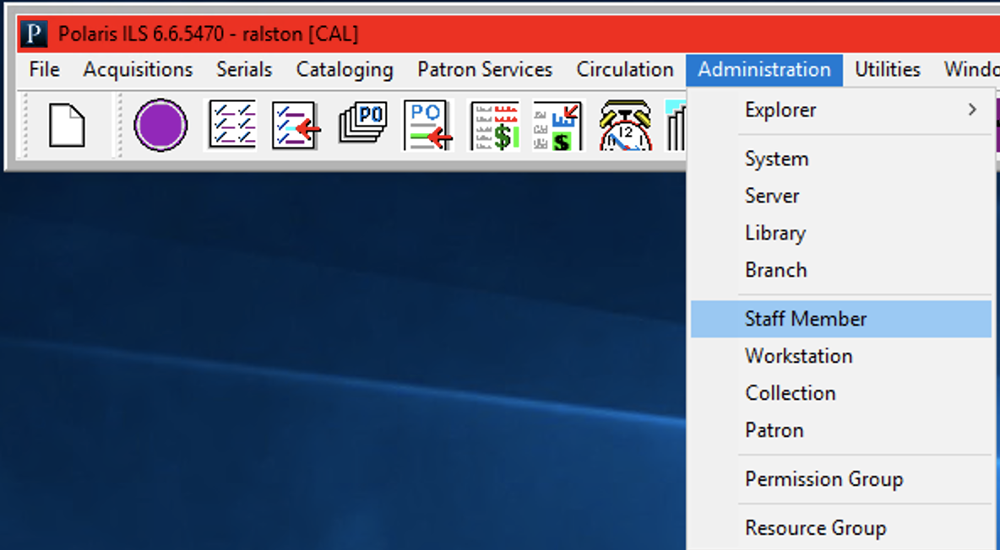 P Polaris ILS 6.6.5470 - ralston [CAL]
File Acquisitions Serials Cataloging Patron Services Circulation Administration Utilities Windo
PO PO
$ $ 12
Explorer
System
Server
Library
Branch
Staff Member
Workstation
Collection
Patron
Permission Group
Resource Group